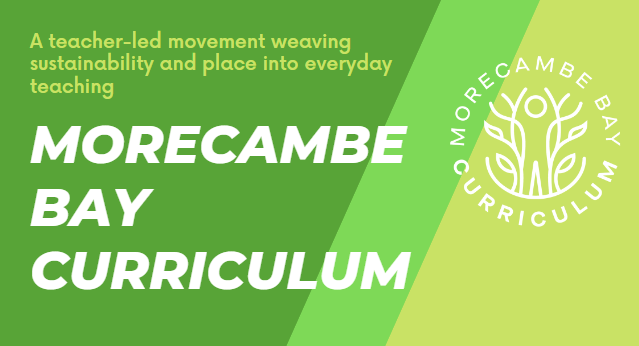 A teacher-led movement weaving
sustainability and place into everyday
teaching
MORECAMBE
BAY
CURRICULUM
MORECAMBE BAY
CURRICULUM